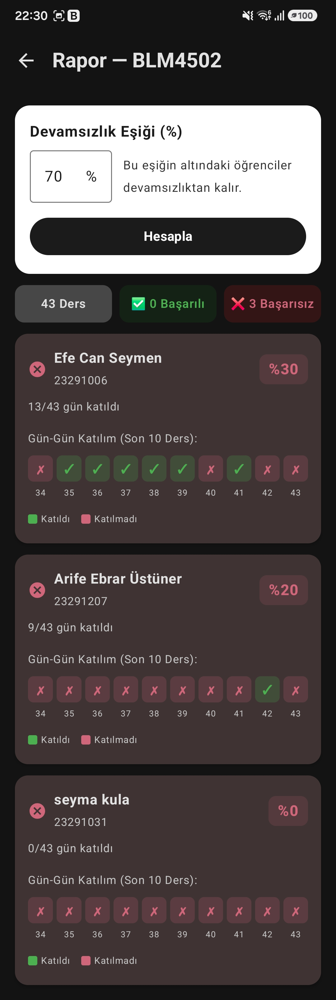 22:30 B 6 100
Rapor — BLM4502
Devamsızlık Eşiği (%)
70 %
Bu eşiğin altındaki öğrenciler
devamsızlıktan kalır.
Hesapla
43 Ders ✅ 0 Başarılı ❌ 3 Başarısız
Efe Can Seymen
%30
23291006
13/43 gün katıldı
Gün-Gün Katılım (Son 10 Ders):
✗ ✓ ✓ ✓ ✓ ✓ ✗ ✓ ✗ ✗
34 35 36 37 38 39 40 41 42 43
Katıldı Katılmadı
Arife Ebrar Üstüner
%20
23291207
9/43 gün katıldı
Gün-Gün Katılım (Son 10 Ders):
✗ ✗ ✗ ✗ ✗ ✗ ✗ ✗ ✓ ✗
34 35 36 37 38 39 40 41 42 43
Katıldı Katılmadı
seyma kula
%0
23291031
0/43 gün katıldı
Gün-Gün Katılım (Son 10 Ders):
✗ ✗ ✗ ✗ ✗ ✗ ✗ ✗ ✗ ✗
34 35 36 37 38 39 40 41 42 43
Katıldı Katılmadı